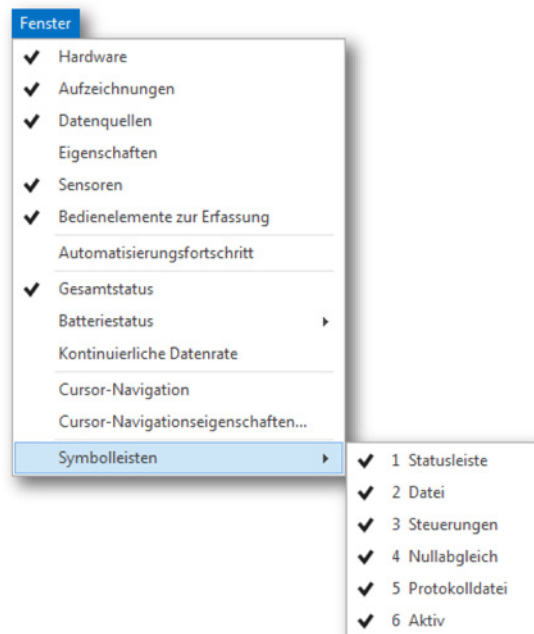 Fenster
Hardware
Aufzeichnungen
Datenquellen
Eigenschaften
Sensoren
Bedienelemente zur Erfassung
Automatisierungsfortschritt
Gesamtstatus
Batteriestatus
Kontinuierliche Datenrate
Cursor-Navigation
Cursor-Navigationseigenschaften...
Symbolleisten
1 Statusleiste
2 Datei
3 Steuerungen
4 Nullabgleich
5 Protokolldatei
6 Aktiv